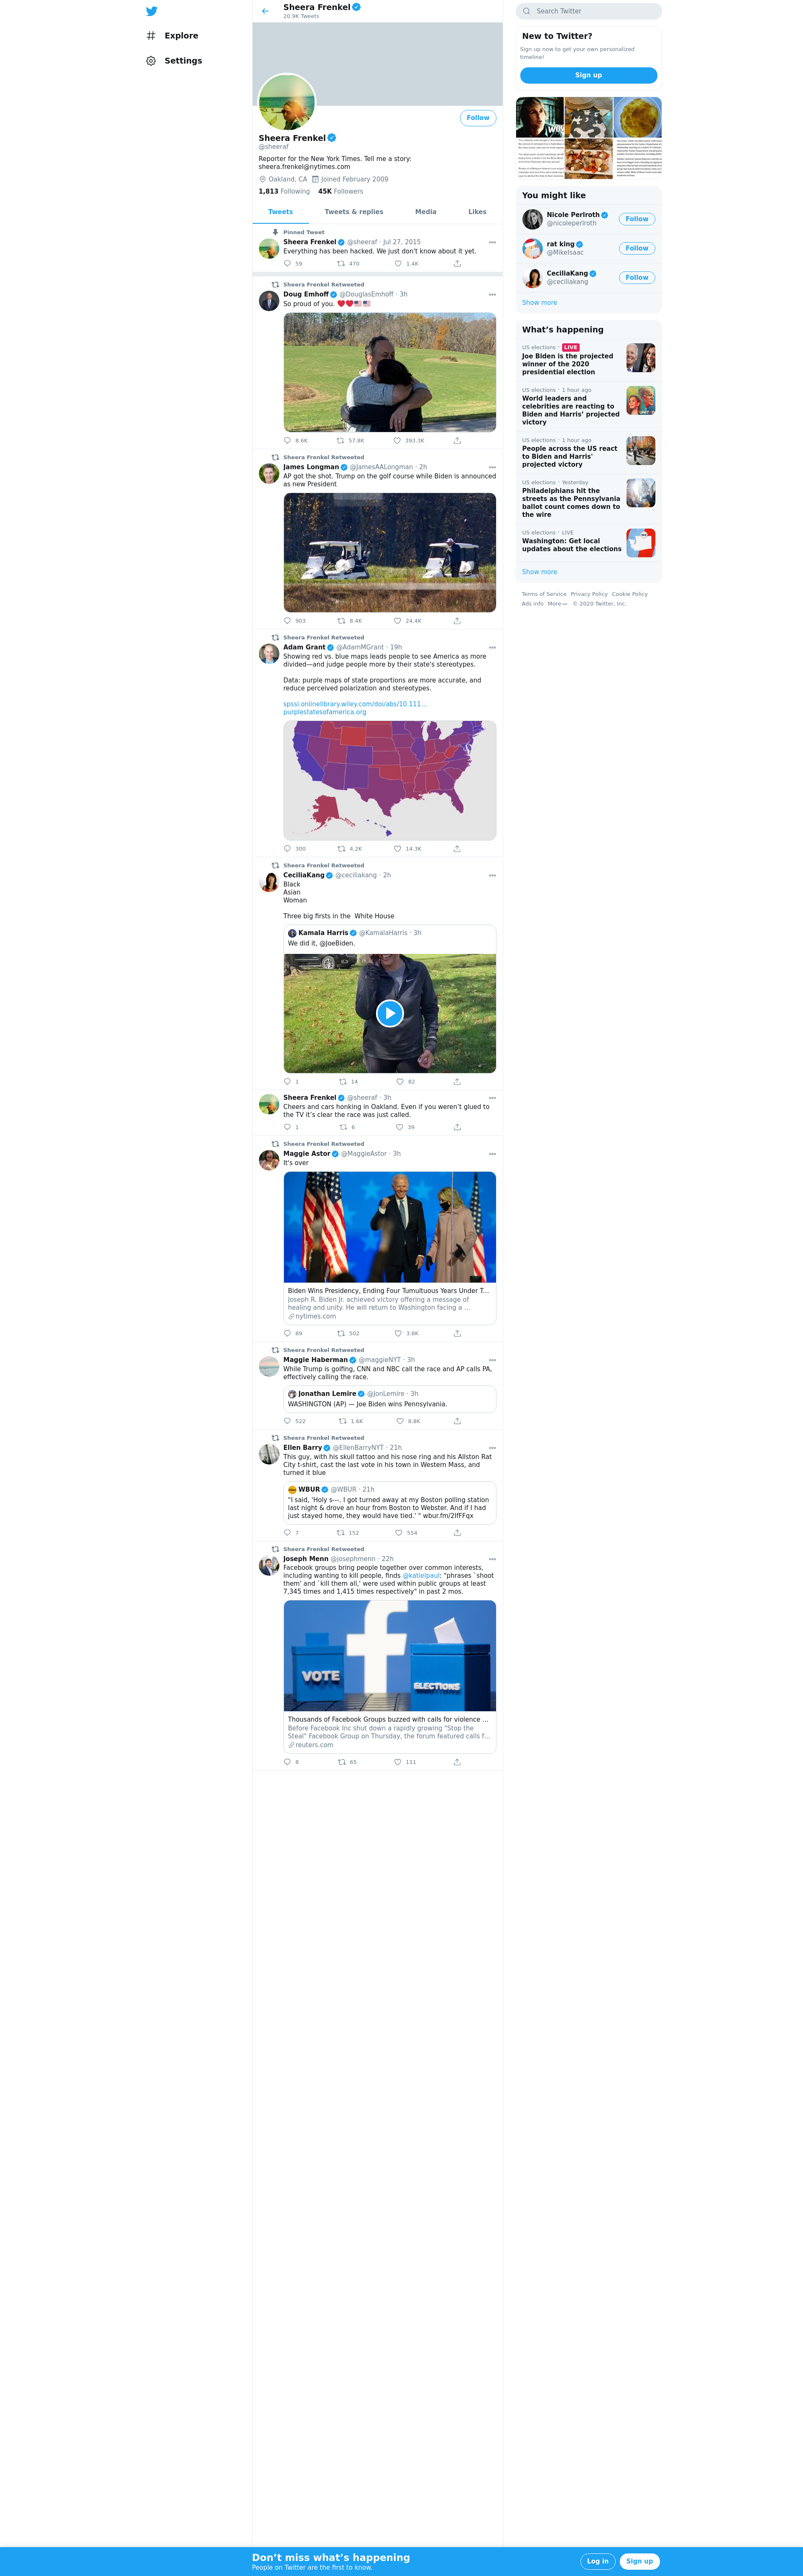 Explore
Settings
Sheera Frenkel
20.9K Tweets
Follow
Sheera Frenkel
@sheeraf
Reporter for the New York Times. Tell me a story:
sheera.frenkel@nytimes.com
Oakland, CA Joined February 2009
1,813 Following 45K Followers
Tweets Tweets & replies Media Likes
Pinned Tweet
Sheera Frenkel @sheeraf · Jul 27, 2015
Everything has been hacked. We just don't know about it yet.
59 470 1.4K
Sheera Frenkel Retweeted
Doug Emhoff @DouglasEmhoff · 3h
So proud of you. ❤️❤️🇺🇸🇺🇸
8.6K 57.8K 393.3K
Sheera Frenkel Retweeted
James Longman @JamesAALongman · 2h
AP got the shot. Trump on the golf course while Biden is announced
as new President
903 8.4K 24.4K
Sheera Frenkel Retweeted
Adam Grant @AdamMGrant · 19h
Showing red vs. blue maps leads people to see America as more
divided—and judge people more by their state's stereotypes.
Data: purple maps of state proportions are more accurate, and
reduce perceived polarization and stereotypes.
spssi.onlinelibrary.wiley.com/doi/abs/10.111…
purplestatesofamerica.org
300 4.2K 14.3K
Sheera Frenkel Retweeted
CeciliaKang @ceciliakang · 2h
Black
Asian
Woman
Three big firsts in the  White House
Kamala Harris @KamalaHarris · 3h
We did it, @JoeBiden.
1 14 82
Sheera Frenkel @sheeraf · 3h
Cheers and cars honking in Oakland. Even if you weren't glued to
the TV it's clear the race was just called.
1 6 39
Sheera Frenkel Retweeted
Maggie Astor @MaggieAstor · 3h
It's over
Biden Wins Presidency, Ending Four Tumultuous Years Under T…
Joseph R. Biden Jr. achieved victory offering a message of
healing and unity. He will return to Washington facing a …
nytimes.com
89 502 3.8K
Sheera Frenkel Retweeted
Maggie Haberman @maggieNYT · 3h
While Trump is golfing, CNN and NBC call the race and AP calls PA,
effectively calling the race.
Jonathan Lemire @JonLemire · 3h
WASHINGTON (AP) — Joe Biden wins Pennsylvania.
522 1.6K 8.8K
Sheera Frenkel Retweeted
Ellen Barry @EllenBarryNYT · 21h
This guy, with his skull tattoo and his nose ring and his Allston Rat
City t-shirt, cast the last vote in his town in Western Mass, and
turned it blue
WBUR @WBUR · 21h
"I said, 'Holy s---. I got turned away at my Boston polling station
last night & drove an hour from Boston to Webster. And if I had
just stayed home, they would have tied.' " wbur.fm/2IfFFqx
7 152 554
Sheera Frenkel Retweeted
Joseph Menn @josephmenn · 22h
Facebook groups bring people together over common interests,
including wanting to kill people, finds @katielpaul: "phrases `shoot
them' and `kill them all,' were used within public groups at least
7,345 times and 1,415 times respectively" in past 2 mos.
VOTE
ELECTIONS
Thousands of Facebook Groups buzzed with calls for violence …
Before Facebook Inc shut down a rapidly growing "Stop the
Steal" Facebook Group on Thursday, the forum featured calls f…
reuters.com
8 65 111
Search Twitter
New to Twitter?
Sign up now to get your own personalized
timeline!
Sign up
You might like
Nicole Perlroth
@nicoleperlroth
Follow
rat king
@MikeIsaac
Follow
CeciliaKang
@ceciliakang
Follow
Show more
What's happening
US elections · LIVE
Joe Biden is the projected
winner of the 2020
presidential election
US elections · 1 hour ago
World leaders and
celebrities are reacting to
Biden and Harris' projected
victory
US elections · 1 hour ago
People across the US react
to Biden and Harris'
projected victory
US elections · Yesterday
Philadelphians hit the
streets as the Pennsylvania
ballot count comes down to
the wire
US elections · LIVE
Washington: Get local
updates about the elections
Show more
Terms of Service Privacy Policy Cookie Policy
Ads info More © 2020 Twitter, Inc.
Don't miss what's happening
People on Twitter are the first to know.
Log in
Sign up